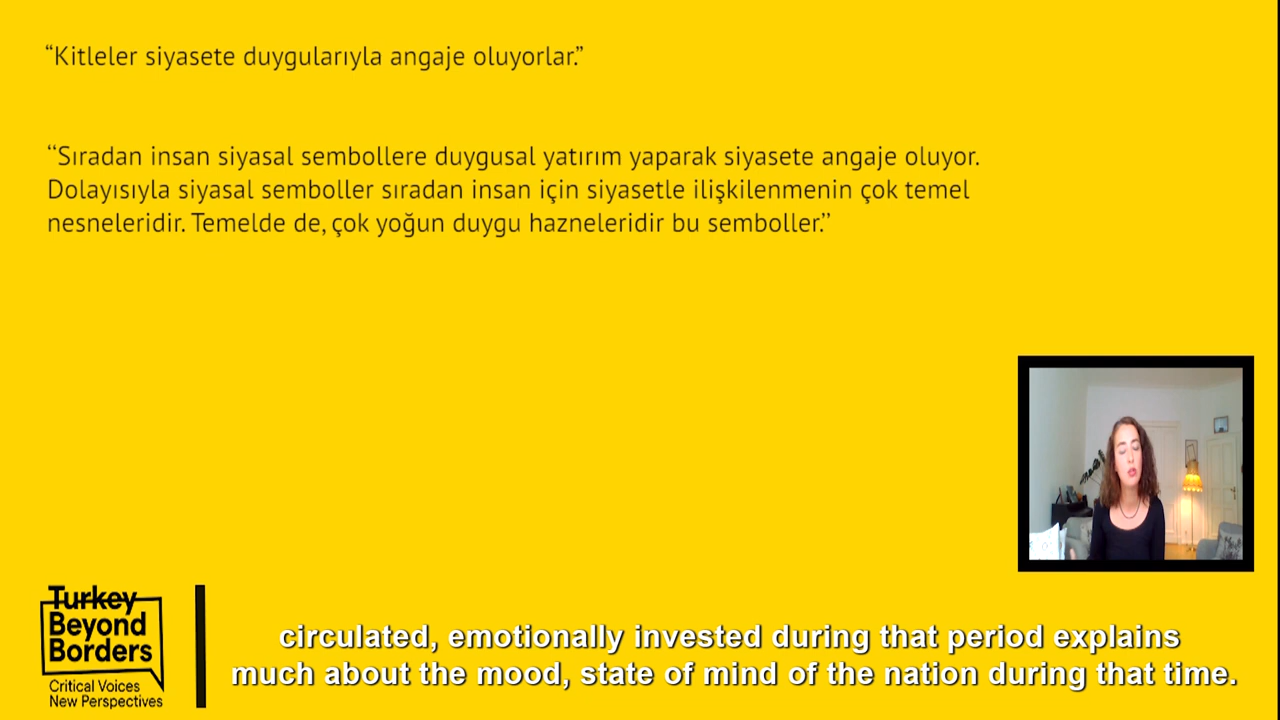 “Kitleler siyasete duygularıyla angaje oluyorlar.”
‘‘Sıradan insan siyasal sembollere duygusal yatırım yaparak siyasete angaje oluyor.
Dolayısıyla siyasal semboller sıradan insan için siyasetle ilişkilenmenin çok temel
nesneleridir. Temelde de, çok yoğun duygu hazneleridir bu semboller.’’
Turkey
Beyond
Borders
Critical Voices
New Perspectives
circulated, emotionally invested during that period explains
much about the mood, state of mind of the nation during that time.